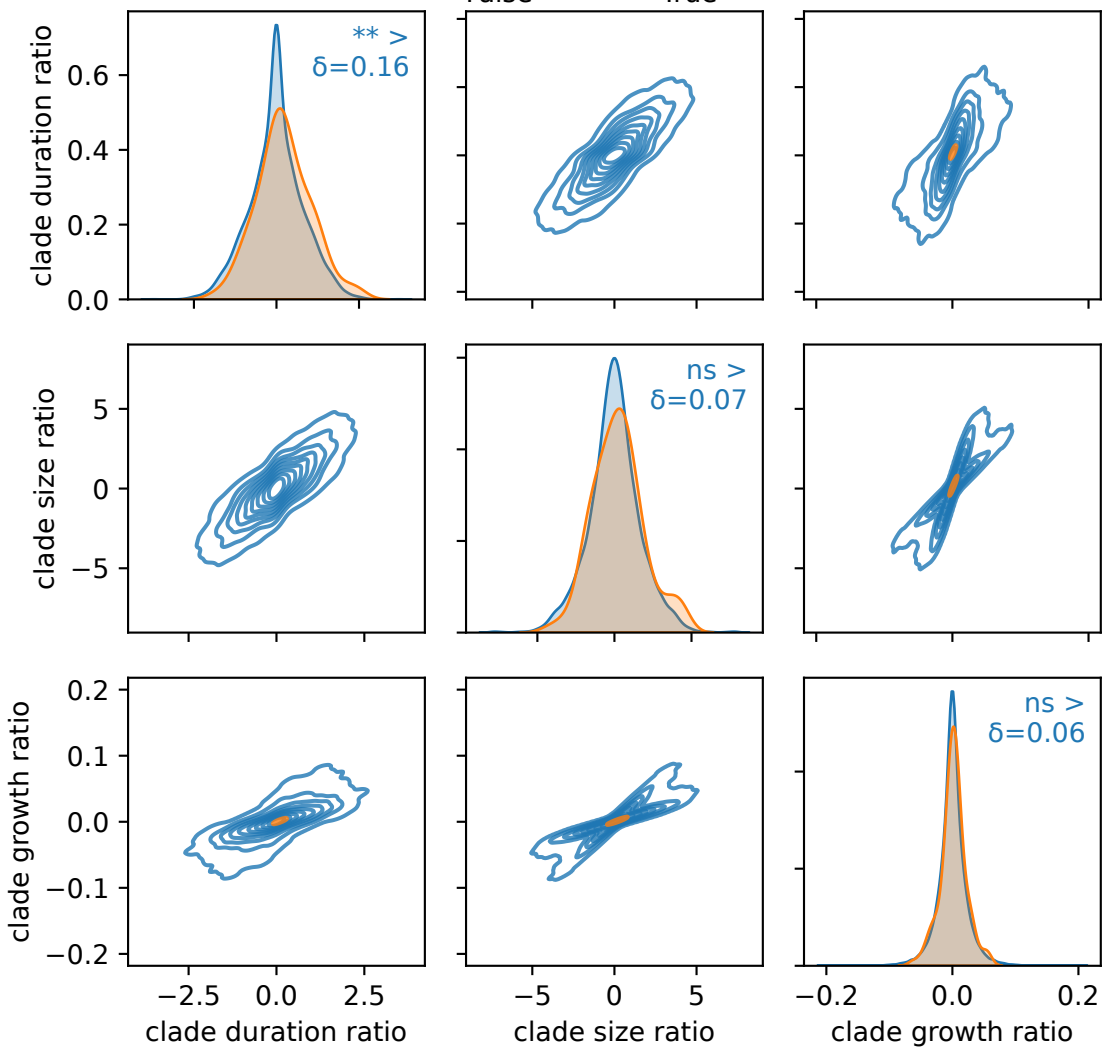 False True
clade duration ratio
0.6
0.4
0.2
0.0
** >
δ=0.16
clade size ratio
5
0
−5
ns >
δ=0.07
clade growth ratio
0.2
0.1
0.0
−0.1
−0.2
ns >
δ=0.06
−2.5 0.0 2.5
−5 0 5
−0.2 0.0 0.2
clade duration ratio
clade size ratio
clade growth ratio